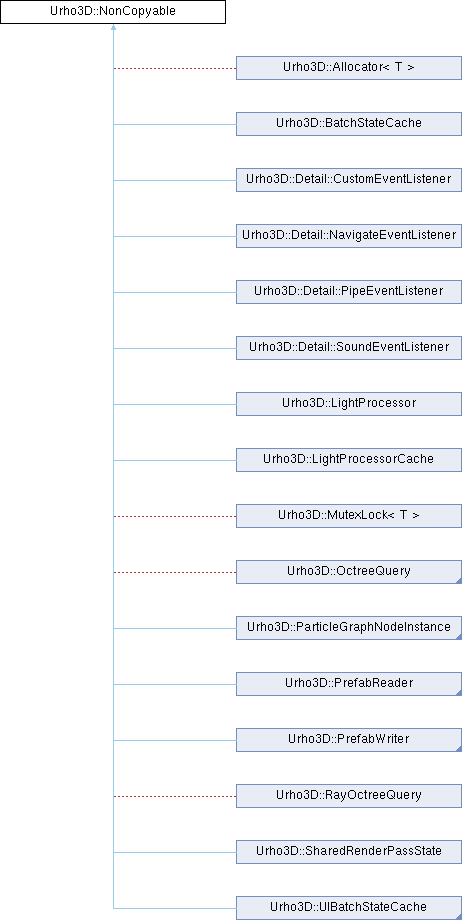 Urho3D::NonCopyable
Urho3D::Allocator< T >
Urho3D::BatchStateCache
Urho3D::Detail::CustomEventListener
Urho3D::Detail::NavigateEventListener
Urho3D::Detail::PipeEventListener
Urho3D::Detail::SoundEventListener
Urho3D::LightProcessor
Urho3D::LightProcessorCache
Urho3D::MutexLock< T >
Urho3D::OctreeQuery
Urho3D::ParticleGraphNodeInstance
Urho3D::PrefabReader
Urho3D::PrefabWriter
Urho3D::RayOctreeQuery
Urho3D::SharedRenderPassState
Urho3D::UIBatchStateCache